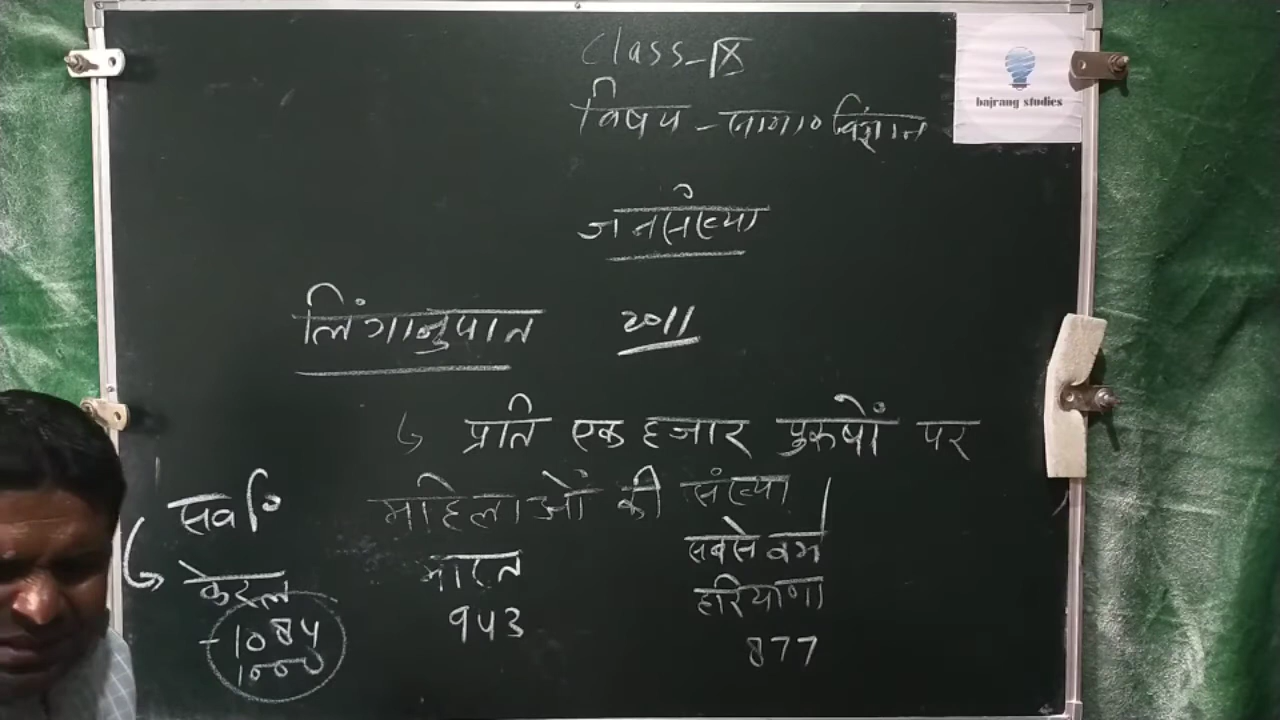 Class-IX
bajrang studies
विषय - सामा० विज्ञान
जनसंख्या
लिंगानुपात 2011
↳ प्रति एक हजार पुरुषों पर
महिलाओं की संख्या।
सर्वा०
भारत
943
सबसे कम
हरियाणा
877
↳ केरल
- 1084
1000